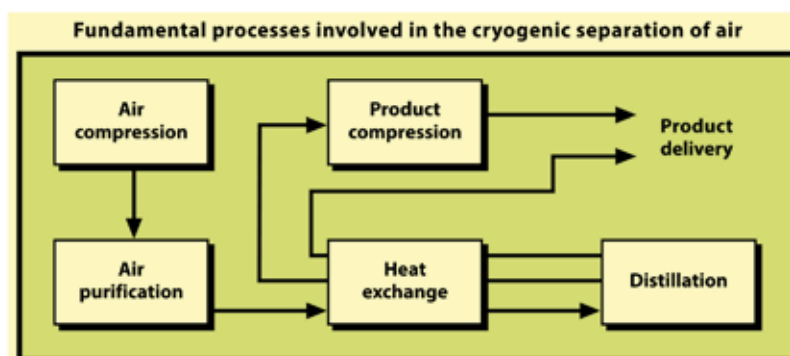 Fundamental processes involved in the cryogenic separation of air
Air
compression
Product
compression
Product
delivery
Air
purification
Heat
exchange
Distillation